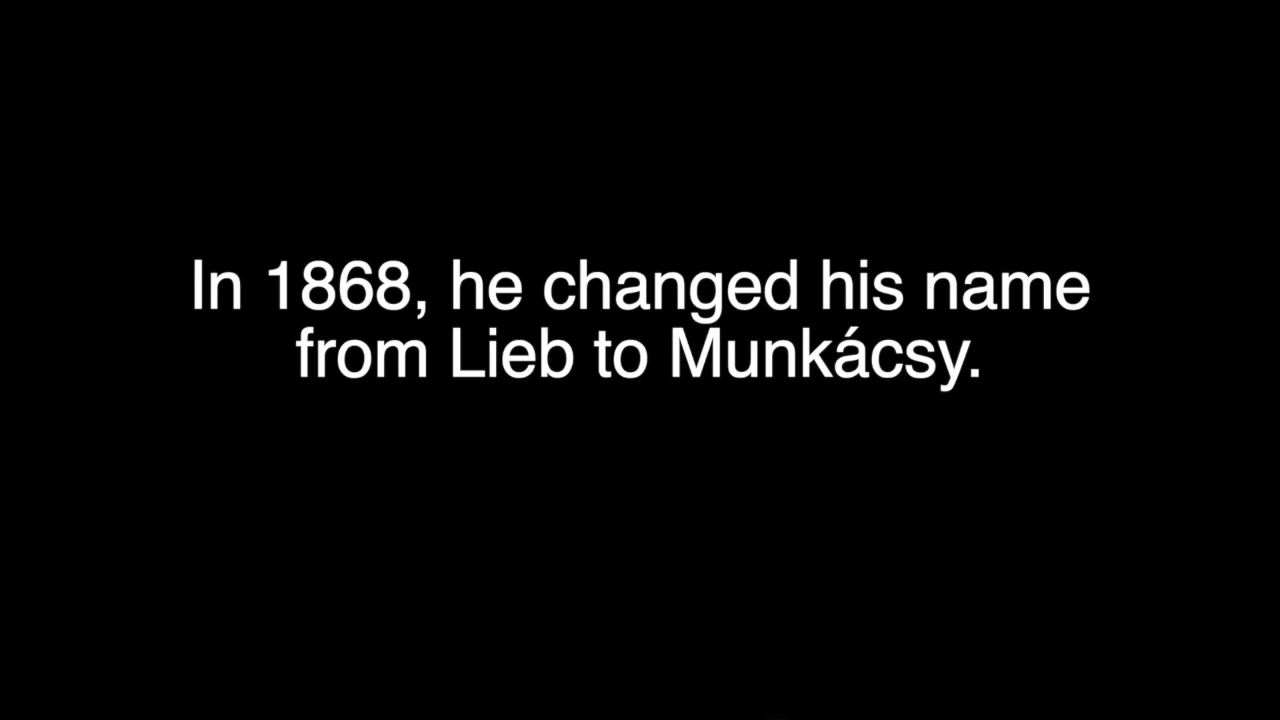 In 1868, he changed his name
from Lieb to Munkácsy.